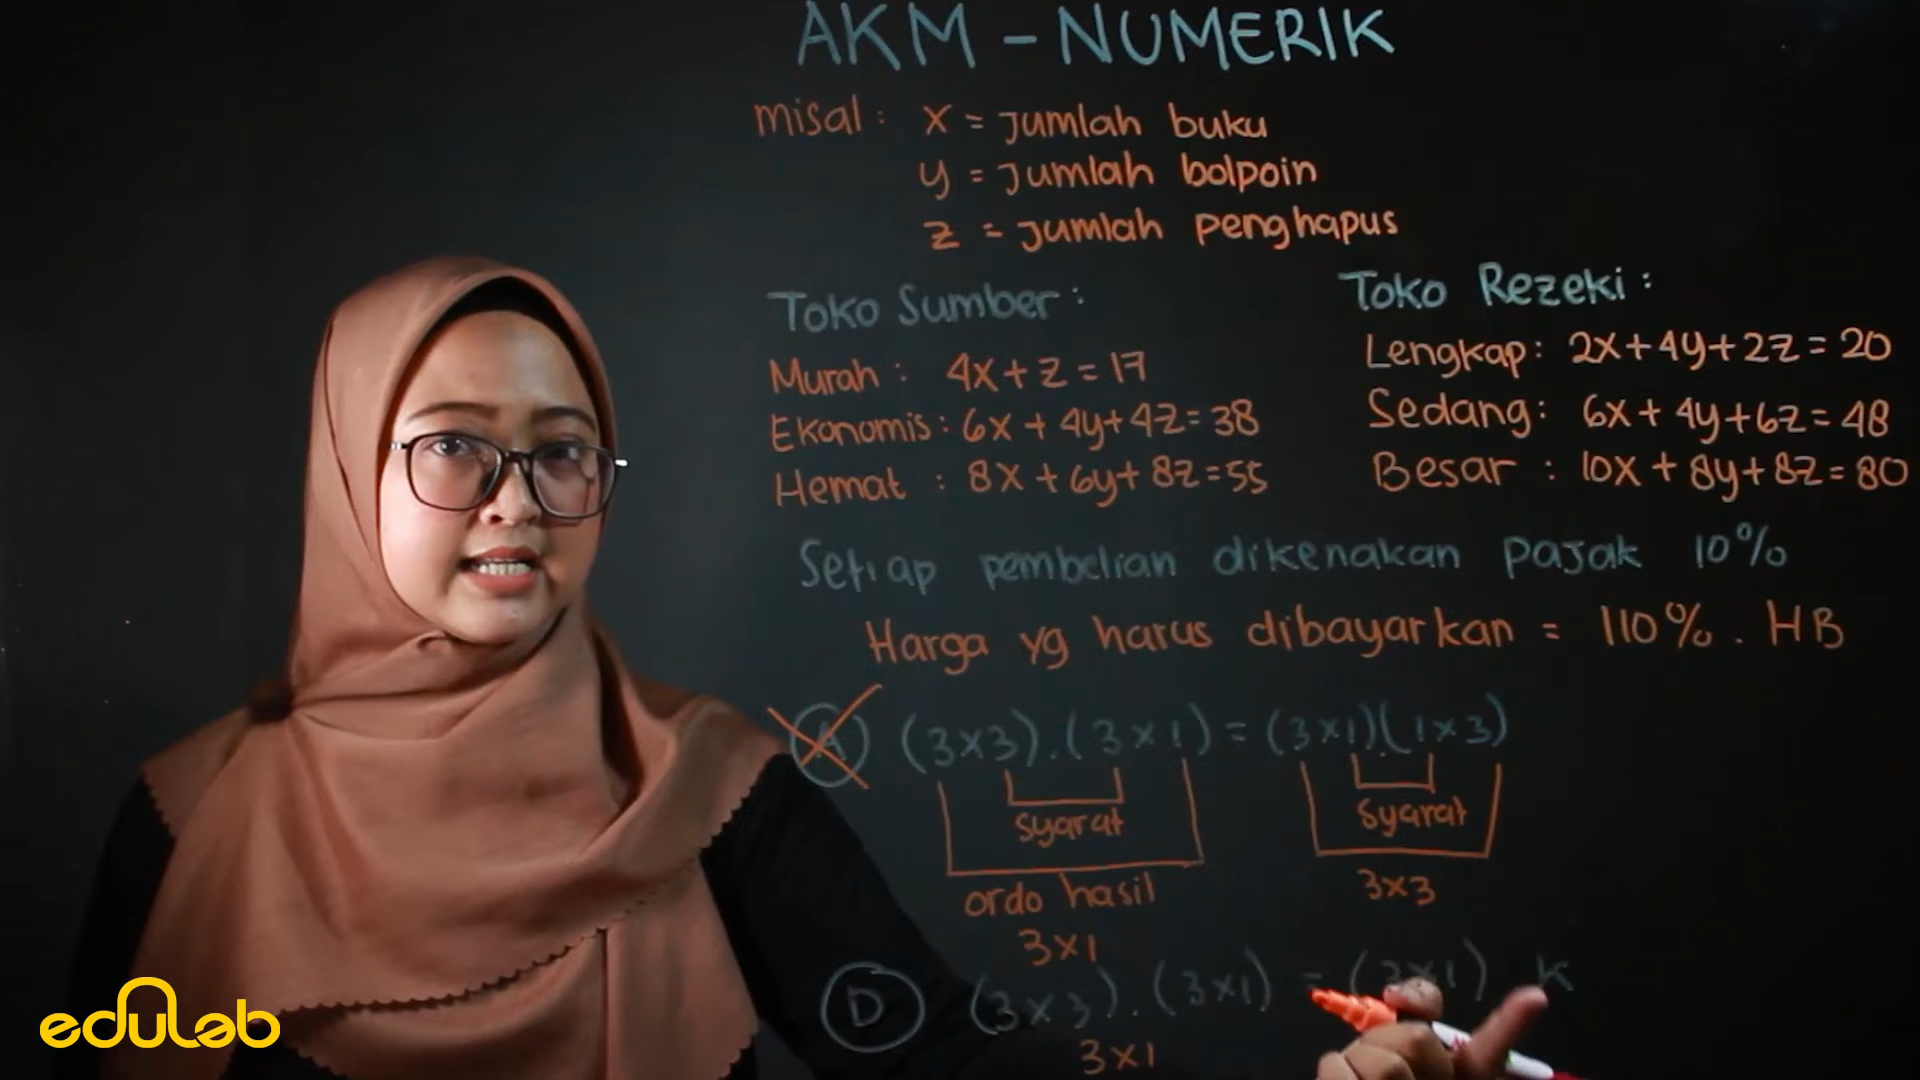 AKM - NUMERIK
misal : x = jumlah buku
y = jumlah bolpoin
z = jumlah penghapus
Toko Sumber :
Murah : 4x + z = 17
Ekonomis : 6x + 4y + 4z = 38
Hemat : 8x + 6y + 8z = 55
Toko Rezeki :
Lengkap : 2x + 4y + 2z = 20
Sedang : 6x + 4y + 6z = 48
Besar : 10x + 8y + 8z = 80
Setiap pembelian dikenakan pajak 10%
Harga yg harus dibayarkan = 110% . HB
A (3x3) . (3x1) = (3x1)(1x3)
syarat syarat
ordo hasil 3x3
3x1
D (3x3) . (3x1) = (3x1) K
3x1
edulab